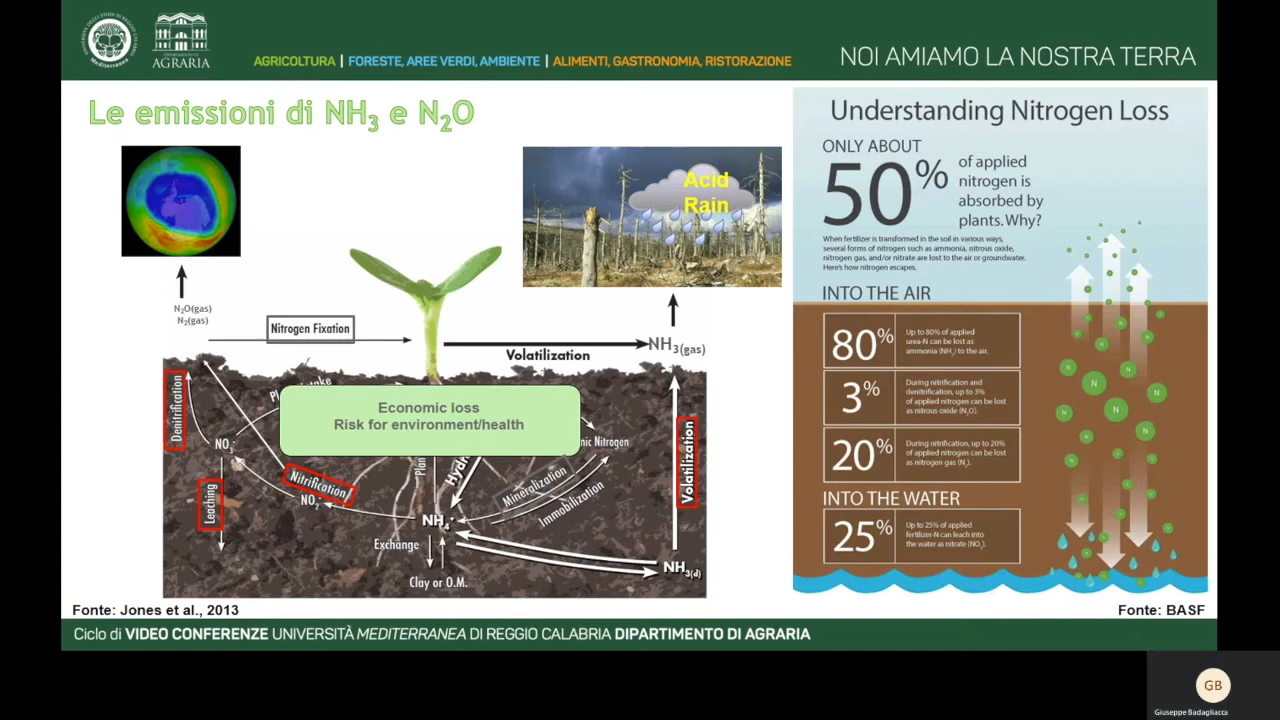 AGRARIA
AGRICOLTURA | FORESTE, AREE VERDI, AMBIENTE | ALIMENTI, GASTRONOMIA, RISTORAZIONE
NOI AMIAMO LA NOSTRA TERRA
Le emissioni di NH₃ e N₂O
Acid
Rain
N₂O(gas)
N₂(gas)
Nitrogen Fixation
Volatilization
NH₃(gas)
Denitrification
Economic loss
Risk for environment/health
NO₃⁻
Leaching
Nitrification
NO₂⁻
Plan
Hydr
Mineralization
Immobilization
nic Nitrogen
Volatilization
NH₄⁺
Exchange
Clay or O.M.
NH₃(d)
Fonte: Jones et al., 2013
Understanding Nitrogen Loss
ONLY ABOUT
50%
of applied
nitrogen is
absorbed by
plants. Why?
When fertilizer is transformed in the soil in various ways,
several forms of nitrogen such as ammonia, nitrous oxide,
nitrogen gas, and/or nitrate are lost to the air or groundwater.
Here's how nitrogen escapes.
INTO THE AIR
80%
Up to 80% of applied
urea-N can be lost as
ammonia (NH₃) to the air.
3%
During nitrification and
denitrification, up to 3%
of applied nitrogen can be lost
as nitrous oxide (N₂O).
20%
During nitrification, up to 20%
of applied nitrogen can be lost
as nitrogen gas (N₂).
INTO THE WATER
25%
Up to 25% of applied
fertilizer-N can leach into
the water as nitrate (NO₃).
N
N
N
N
N
N
N
Fonte: BASF
Ciclo di VIDEO CONFERENZE UNIVERSITÀ MEDITERRANEA DI REGGIO CALABRIA DIPARTIMENTO DI AGRARIA
GB
Giuseppe Badagliacca